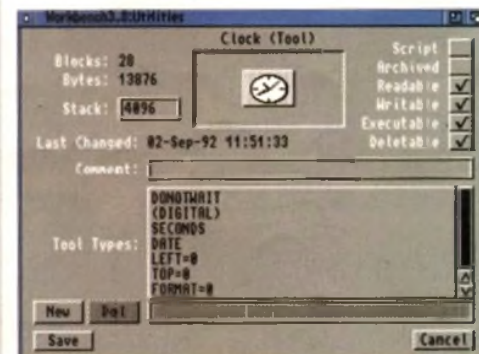 Workbench3.0:Utilities
Clock (Tool)
Blocks: 28
Bytes: 13876
Stack: 4096
Script
Archived
Readable
Writable
Executable
Deletable
Last Changed: 02-Sep-92 11:51:33
Comment:
Tool Types:
DONOTWAIT
(DIGITAL)
SECONDS
DATE
LEFT=0
TOP=0
FORMAT=0
New
Del
Save
Cancel